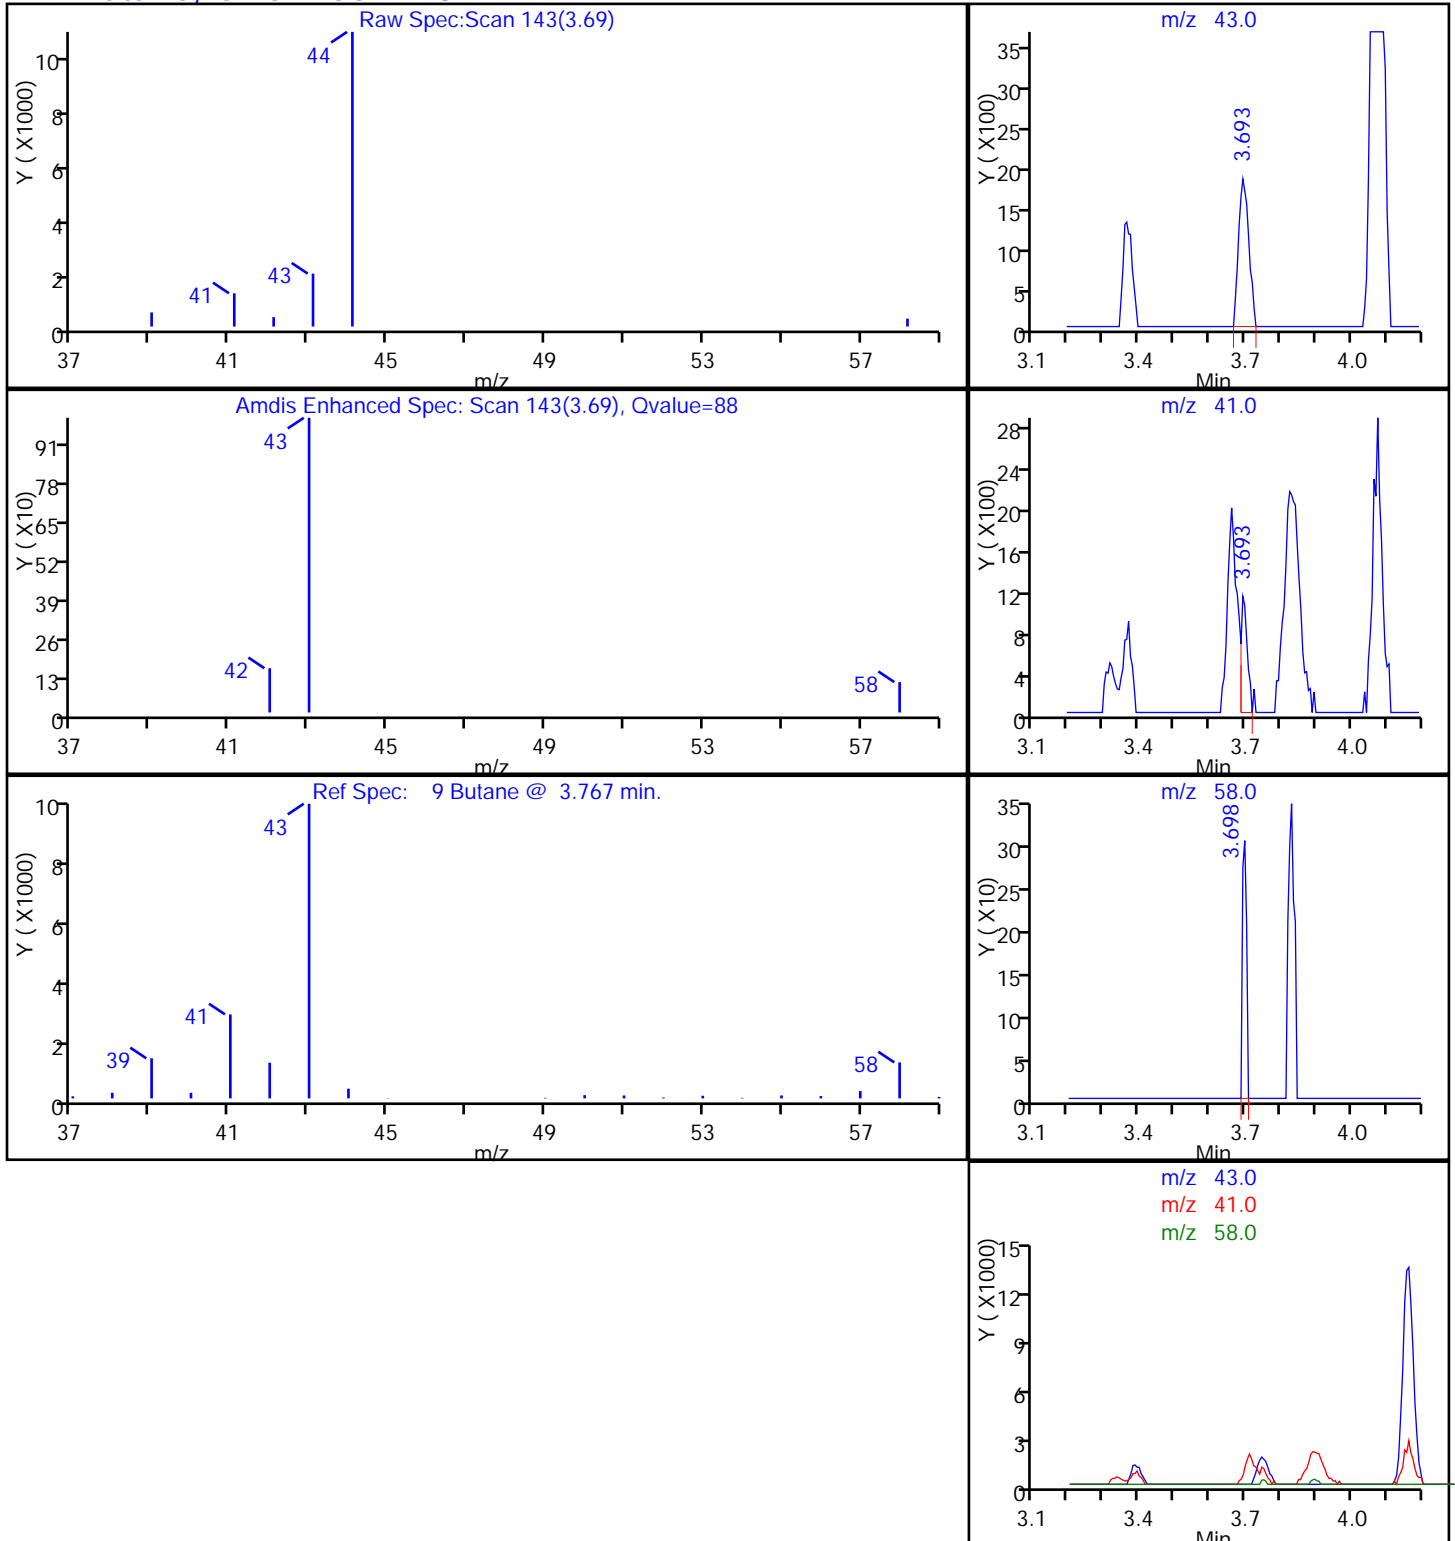 Raw Spec:Scan 143(3.69)
Y ( X1000)
10
8
6
4
2
0
44
43
41
37 41 45 49 53 57
m/z
m/z 43.0
Y ( X100)
35
30
25
20
15
10
5
0
3.693
3.1 3.4 3.7 4.0
Min
Amdis Enhanced Spec: Scan 143(3.69), Qvalue=88
Y ( X10)
91
78
65
52
39
26
13
0
43
42
58
37 41 45 49 53 57
m/z
m/z 41.0
Y ( X100)
28
24
20
16
12
8
4
0
3.693
3.1 3.4 3.7 4.0
Min
Ref Spec: 9 Butane @ 3.767 min.
Y ( X1000)
10
8
6
4
2
0
43
41
39
58
37 41 45 49 53 57
m/z
m/z 58.0
Y ( X10)
35
30
25
20
15
10
5
0
3.698
3.1 3.4 3.7 4.0
Min
m/z 43.0
m/z 41.0
m/z 58.0
Y ( X1000)
15
12
9
6
3
0
3.1 3.4 3.7 4.0
Min